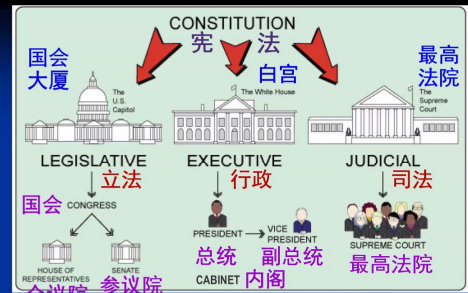 CONSTITUTION
宪 法
国会
大厦
白宫
最高
法院
The
U.S.
Capitol
The White House
The
Supreme
Court
LEGISLATIVE
EXECUTIVE
JUDICIAL
立法
行政
司法
国会 CONGRESS
PRESIDENT
VICE
PRESIDENT
SUPREME COURT
总统
副总统
最高法院
HOUSE OF
REPRESENTATIVES
SENATE
参议院
CABINET 内阁